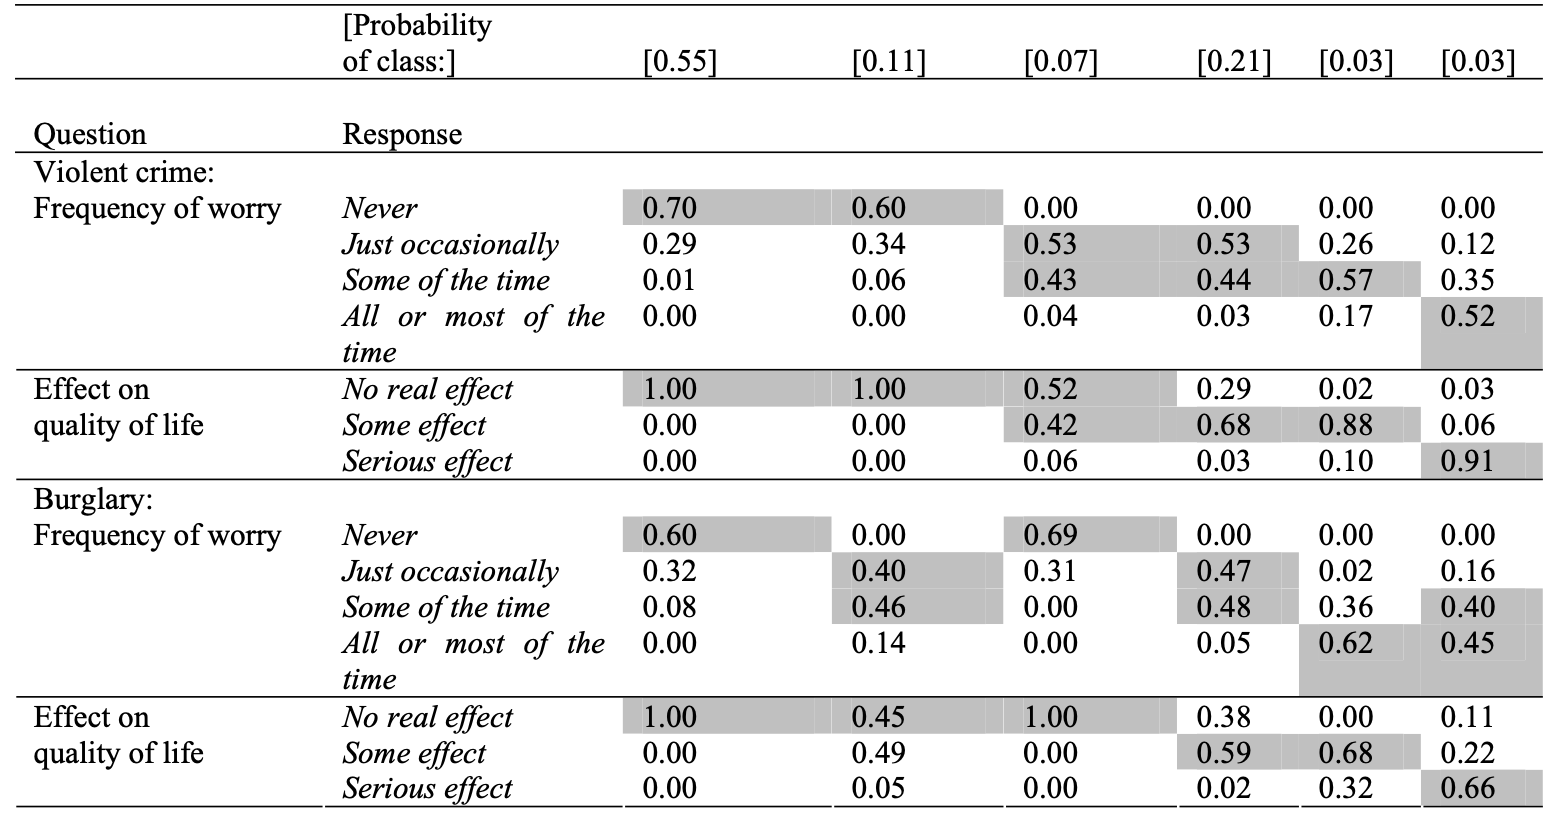 [Probability
of class:] [0.55] [0.11] [0.07] [0.21] [0.03] [0.03]
Question Response
Violent crime:
Frequency of worry Never 0.70 0.60 0.00 0.00 0.00 0.00
Just occasionally 0.29 0.34 0.53 0.53 0.26 0.12
Some of the time 0.01 0.06 0.43 0.44 0.57 0.35
All or most of the 0.00 0.00 0.04 0.03 0.17 0.52
time
Effect on No real effect 1.00 1.00 0.52 0.29 0.02 0.03
quality of life Some effect 0.00 0.00 0.42 0.68 0.88 0.06
Serious effect 0.00 0.00 0.06 0.03 0.10 0.91
Burglary:
Frequency of worry Never 0.60 0.00 0.69 0.00 0.00 0.00
Just occasionally 0.32 0.40 0.31 0.47 0.02 0.16
Some of the time 0.08 0.46 0.00 0.48 0.36 0.40
All or most of the 0.00 0.14 0.00 0.05 0.62 0.45
time
Effect on No real effect 1.00 0.45 1.00 0.38 0.00 0.11
quality of life Some effect 0.00 0.49 0.00 0.59 0.68 0.22
Serious effect 0.00 0.05 0.00 0.02 0.32 0.66